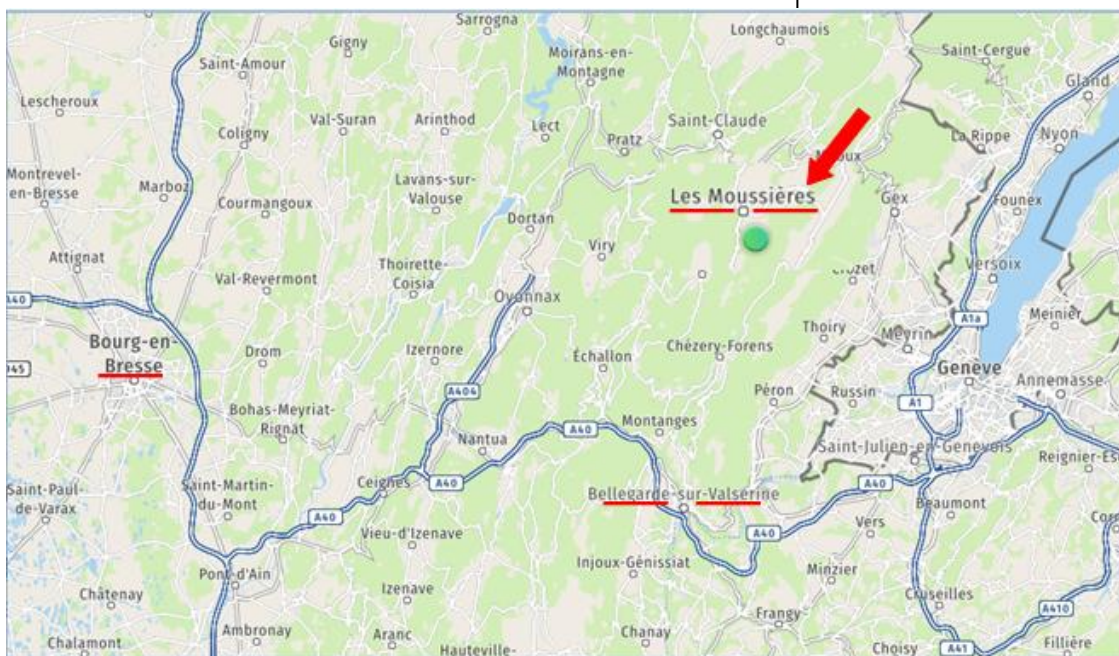 Sarrogna
Longchaumois
Saint-Cergue
Gigny
Moirans-en-
Montagne
Saint-Amour
Gland
Lescheroux
Val-Suran
Arinthod
Lect
Saint-Claude
Coligny
Pratz
La Rippe
Nyon
Montrevel-
en-Bresse
Marboz
Lavans-sur-
Valouse
Les Moussières
Courmangoux
Gex
Founex
Dortan
Attignat
Viry
Val-Revermont
Thoirette-
Coisia
Crozet
Versoix
A40
Oyonnax
A1a
Meinier
Bourg-en-
Bresse
Thoiry
Meyrin
Drom
Izernore
Échallon
Chézery-Forens
Genève
Annemasse
A404
Péron
Russin
A1
Bohas-Meyriat-
Rignat
Montanges
A40
Nantua
Saint-Julien-en-Genevois
Saint-Paul-
de-Varax
Saint-Martin-
du-Mont
Ceignes
A40
A40
Bellegarde-sur-Valserine
Beaumont
A40
A40
Vers
Vieu-d'Izenave
Injoux-Génissiat
Minzier
Pont-d'Ain
Châtenay
Izenave
Cruseilles
Frangy
A410
Ambronay
Aranc
Chanay
Chalamont
Hauteville-
Choisy
A41
Fillière